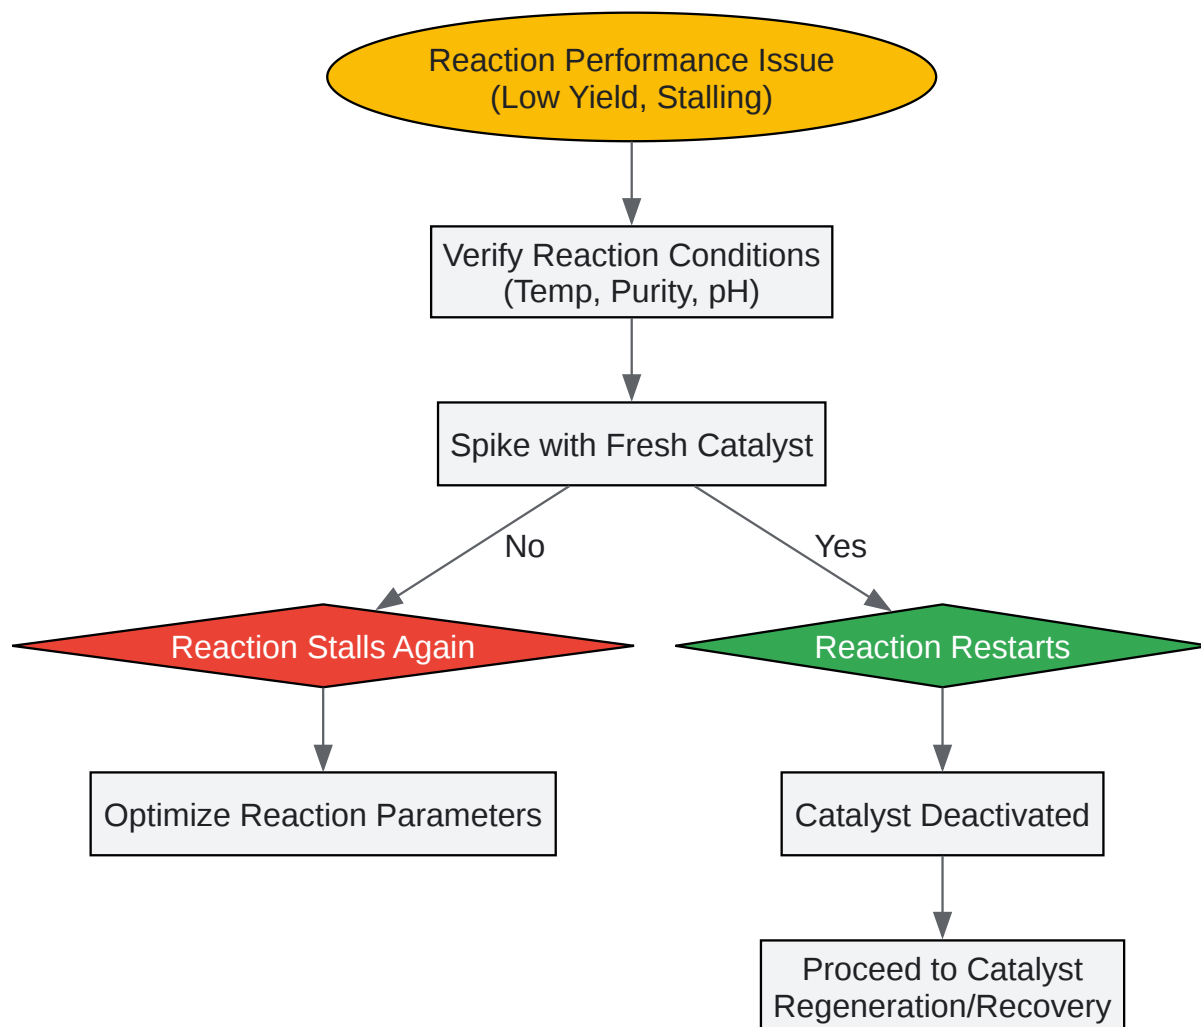 Reaction Performance Issue
(Low Yield, Stalling)
Verify Reaction Conditions
(Temp, Purity, pH)
Spike with Fresh Catalyst
No
Yes
Reaction Stalls Again
Reaction Restarts
Optimize Reaction Parameters
Catalyst Deactivated
Proceed to Catalyst
Regeneration/Recovery